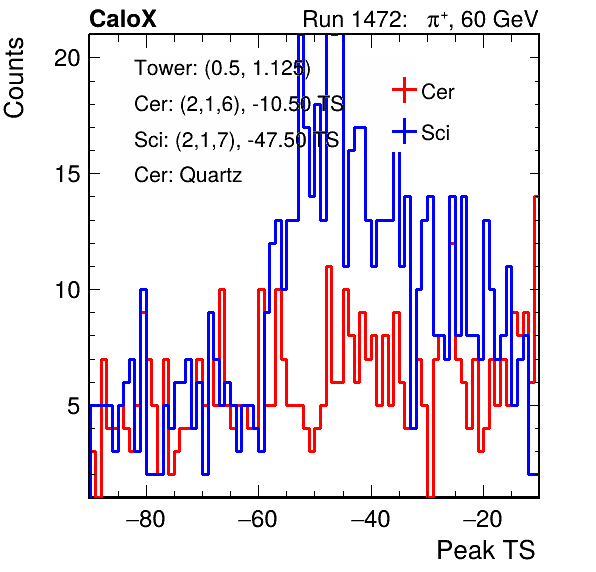 CaloX Run 1472: π⁺, 60 GeV
Counts
20
15
10
5
Tower: (0.5, 1.125)
Cer: (2,1,6), -10.50 TS
Sci: (2,1,7), -47.50 TS
Cer: Quartz
Cer
Sci
−80 −60 −40 −20
Peak TS